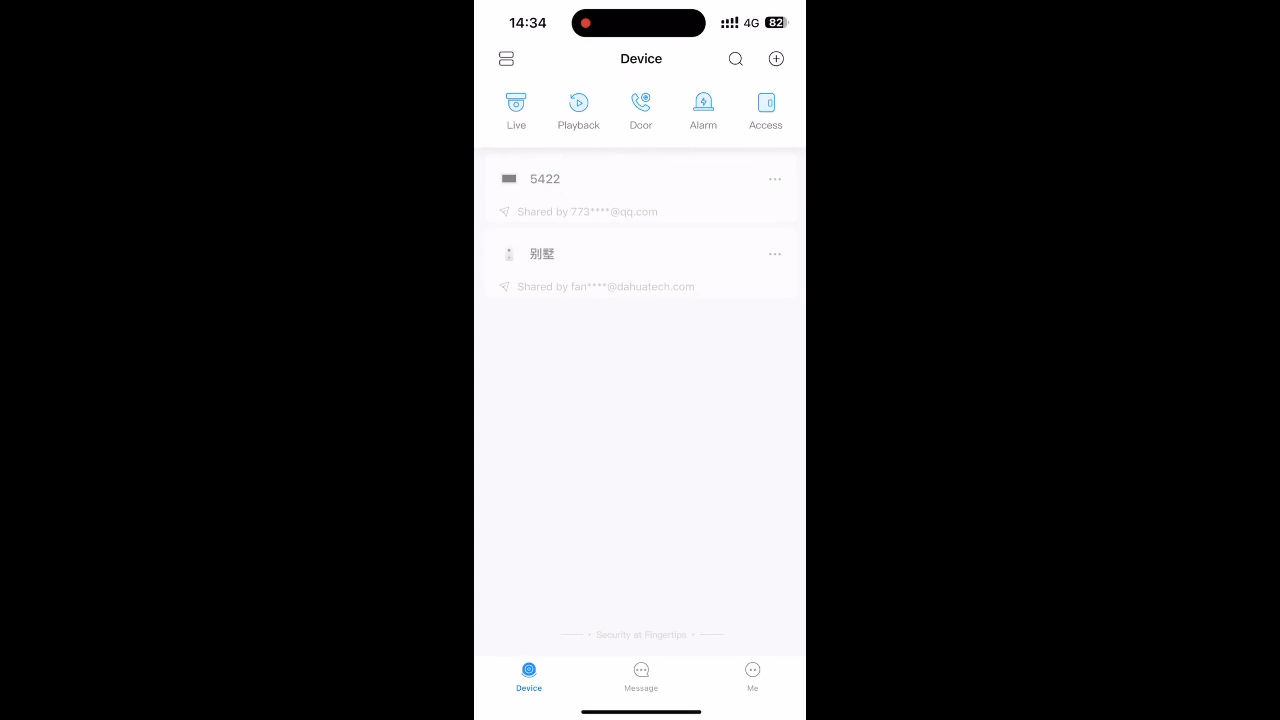 14:34 4G 82
Device
Live Playback Door Alarm Access
5422
Shared by 773****@qq.com
别墅
Shared by fan****@dahuatech.com
Security at Fingertips
Device Message Me